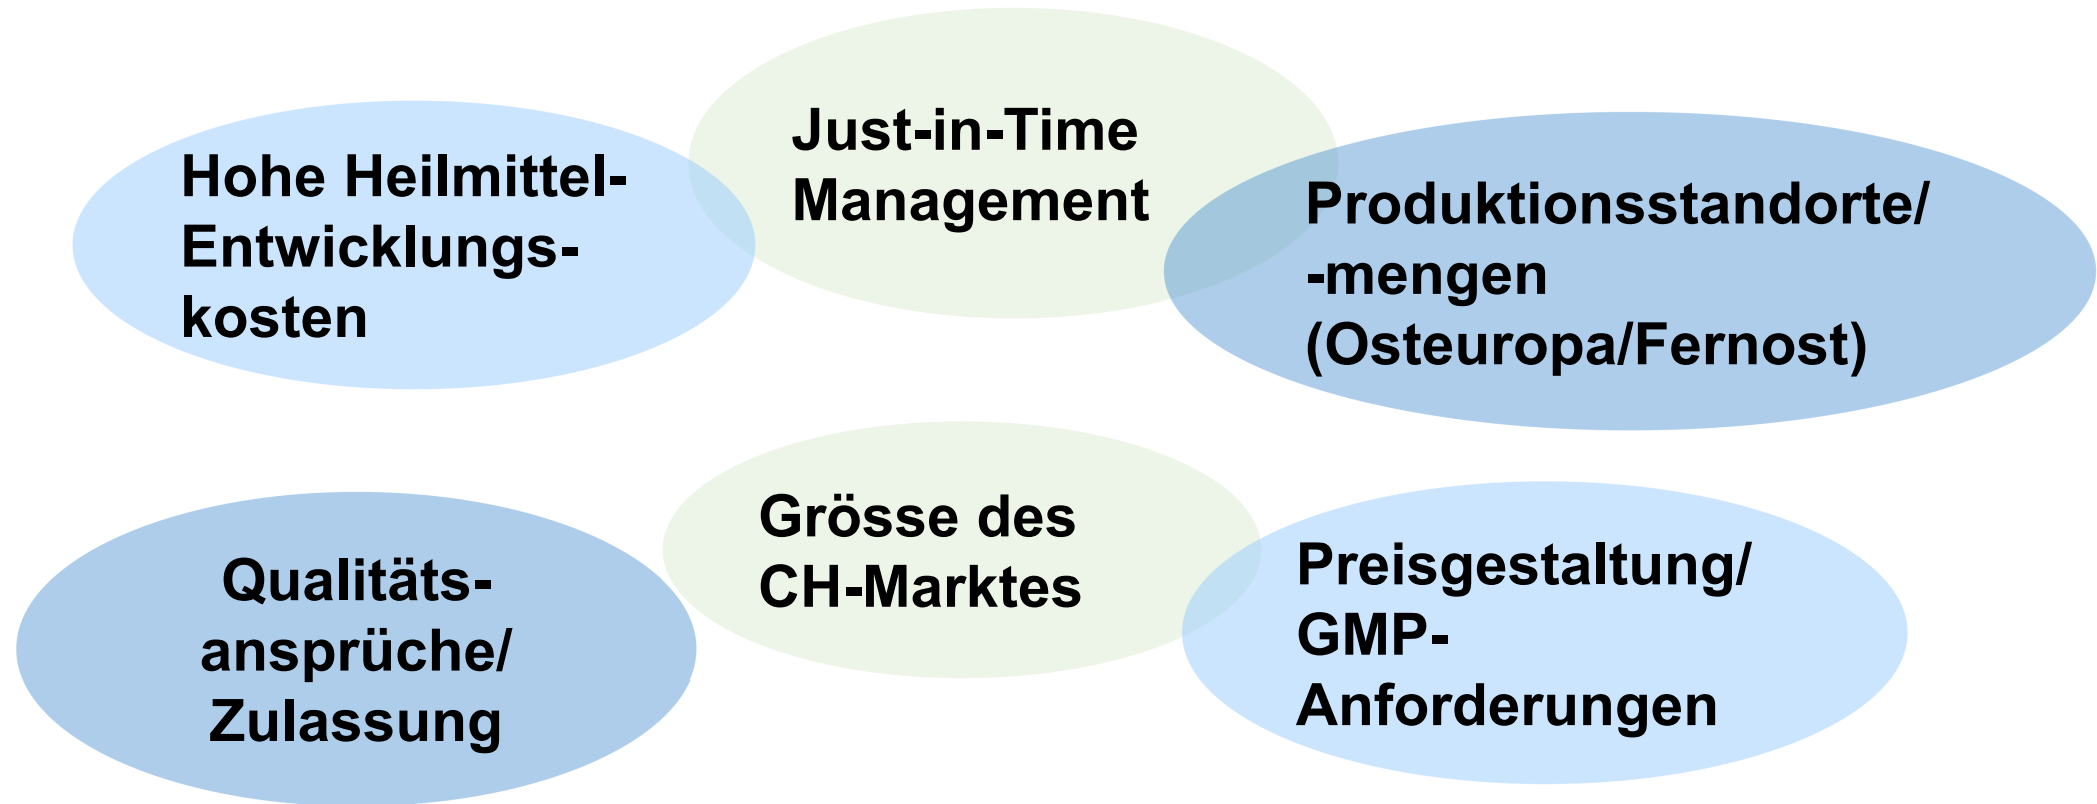 Hohe Heilmittel-
Entwicklungs-
kosten
Just-in-Time
Management
Produktionsstandorte/
-mengen
(Osteuropa/Fernost)
Qualitäts-
ansprüche/
Zulassung
Grösse des
CH-Marktes
Preisgestaltung/
GMP-
Anforderungen